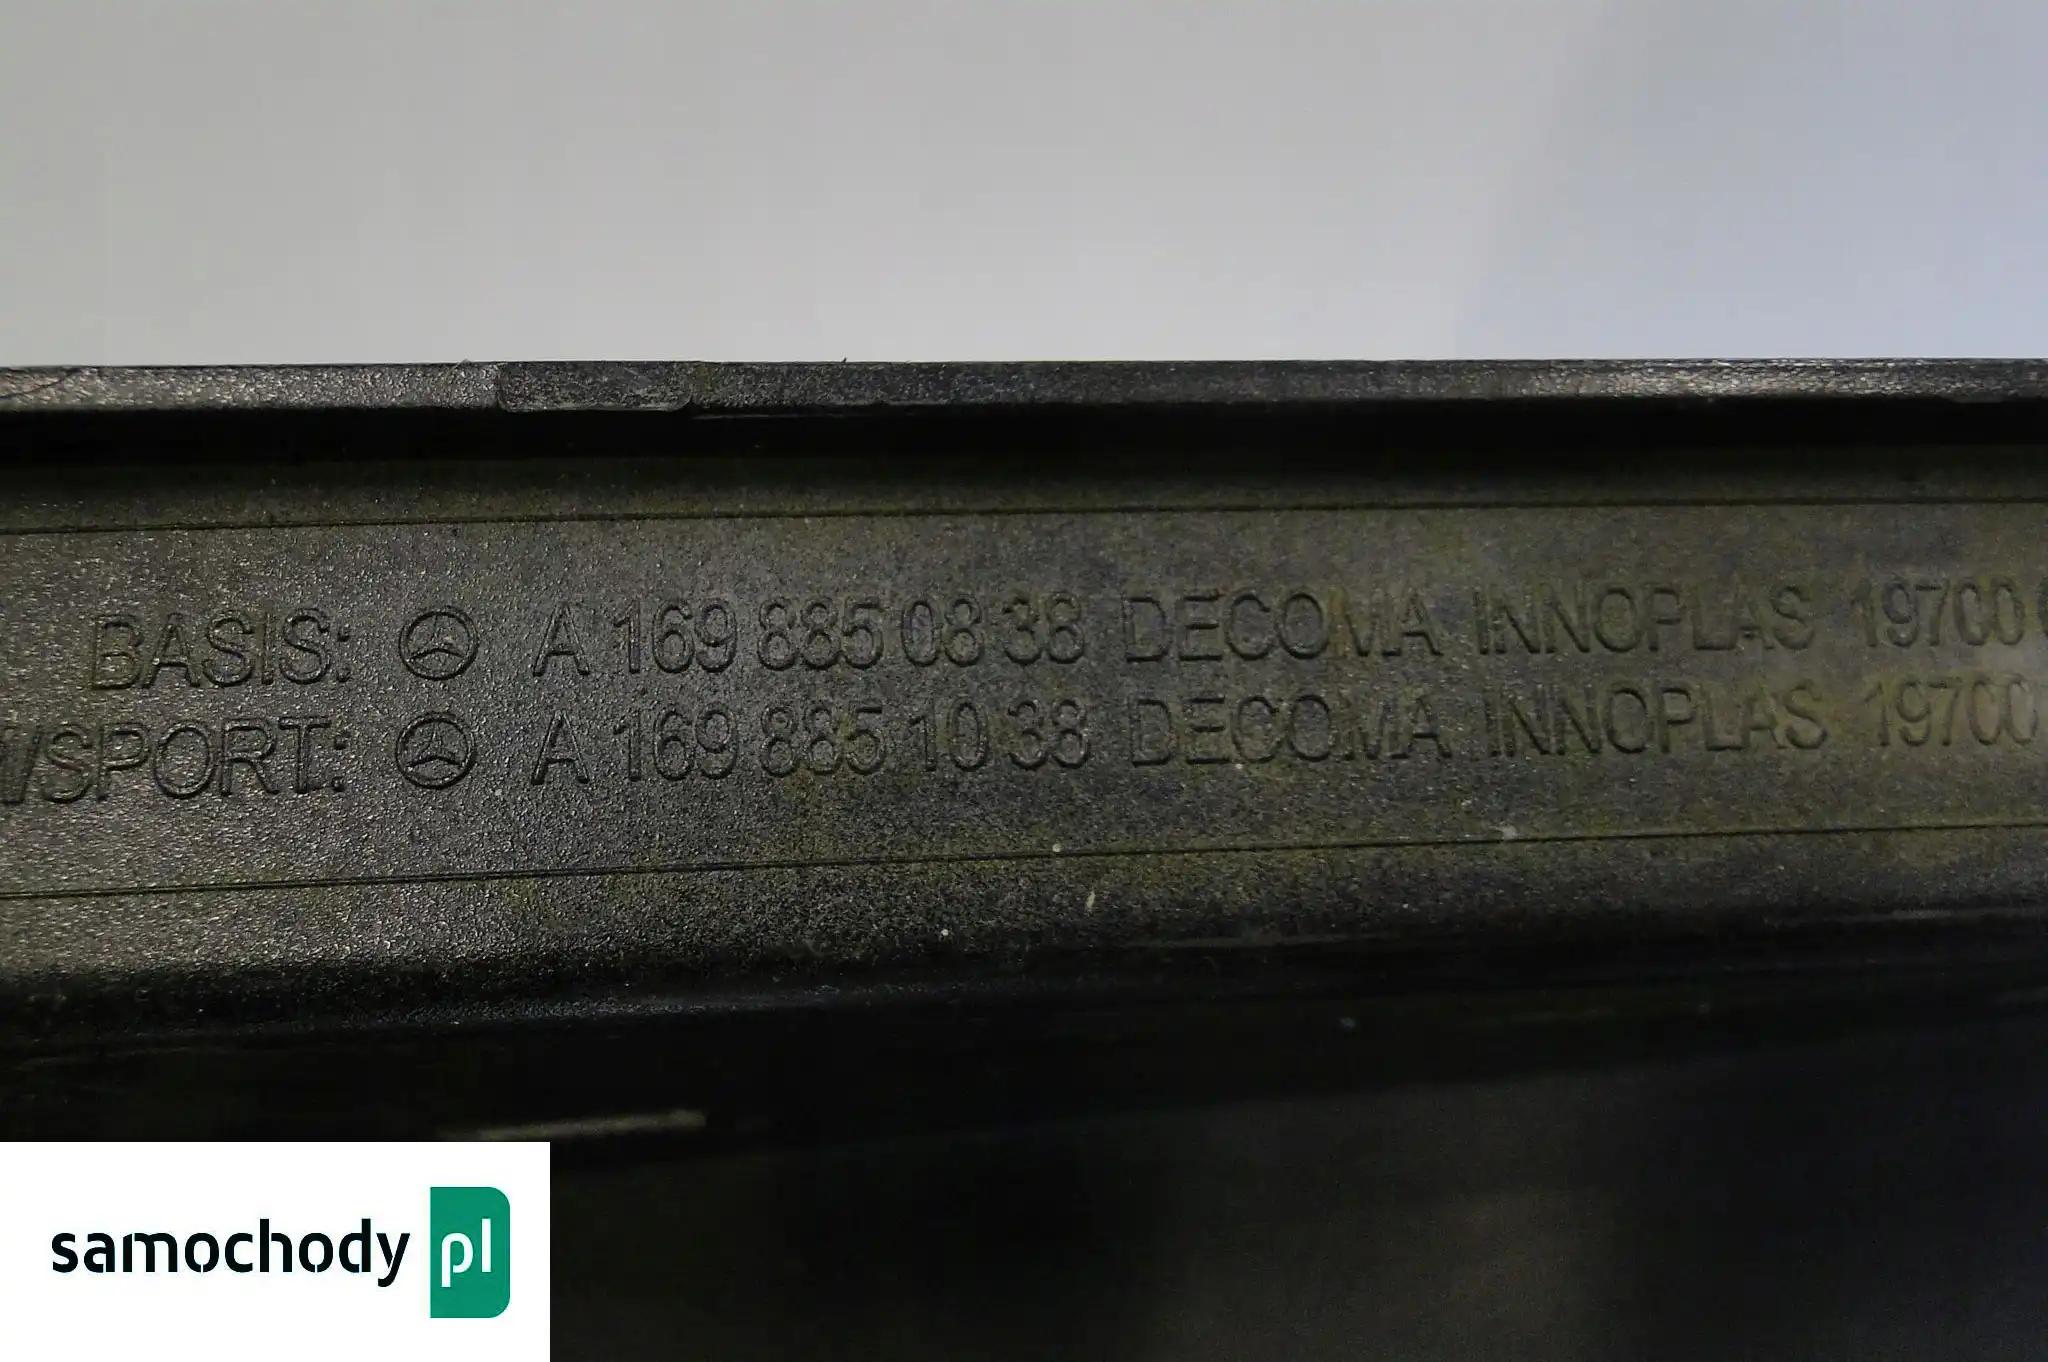 BASIS: A 169 885 08 38 DECOMA INNOPLAS 19700
/SPORT: A 169 885 10 38 DECOMA INNOPLAS 19700
samochody pl